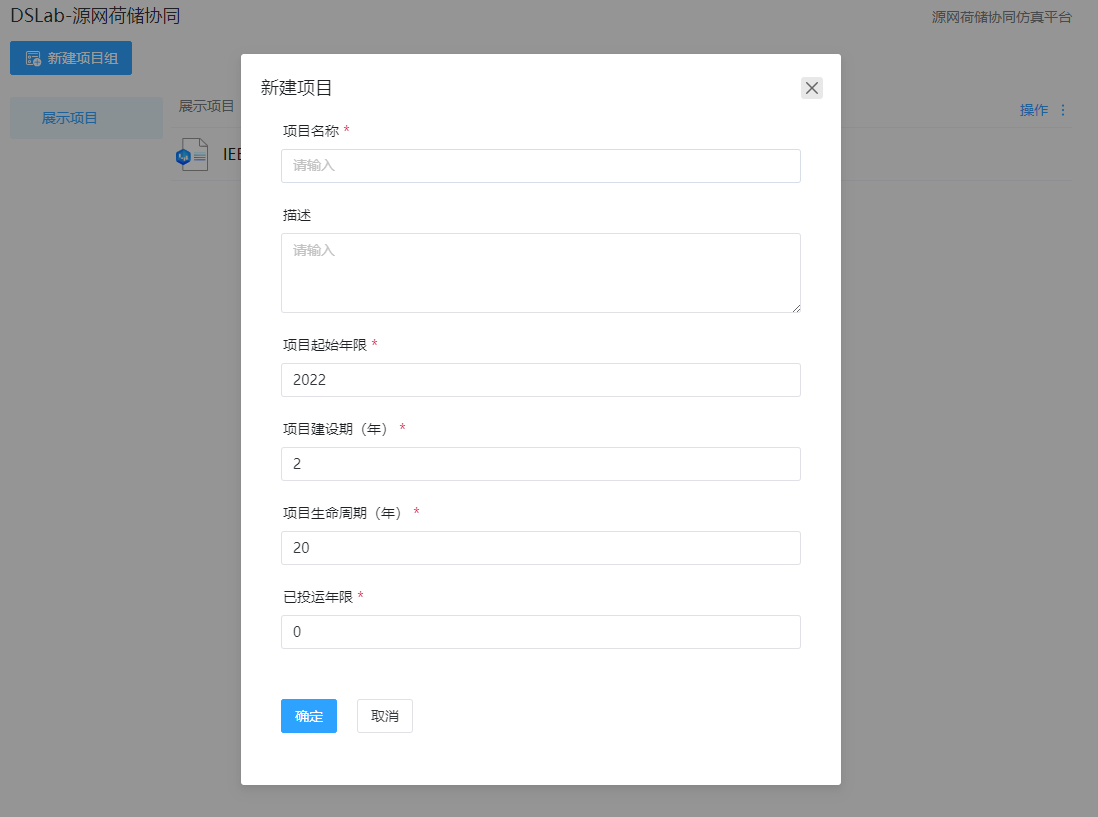 DSLab-源网荷储协同
源网荷储协同仿真平台
新建项目组
展示项目
展示项目
操作
新建项目
项目名称 *
请输入
描述
请输入
项目起始年限 *
2022
项目建设期（年） *
2
项目生命周期（年） *
20
已投运年限 *
0
确定
取消